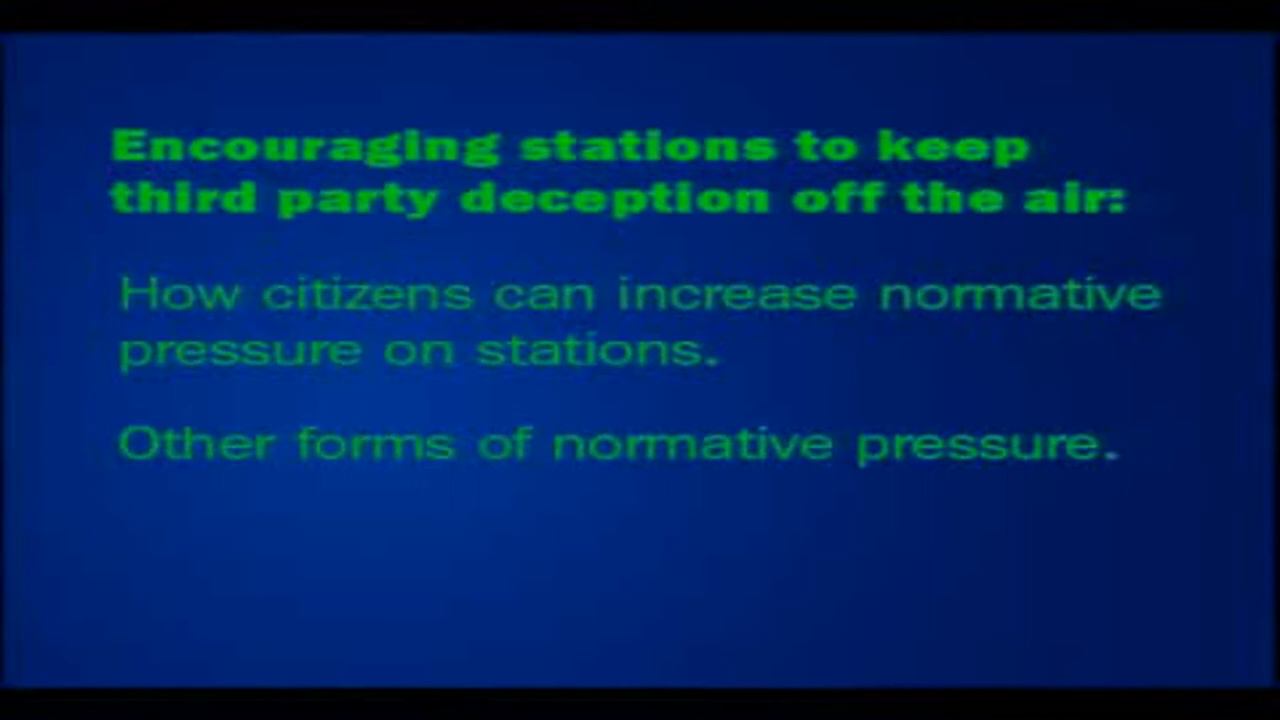 Encouraging stations to keep
third party deception off the air:
How citizens can increase normative
pressure on stations.
Other forms of normative pressure.